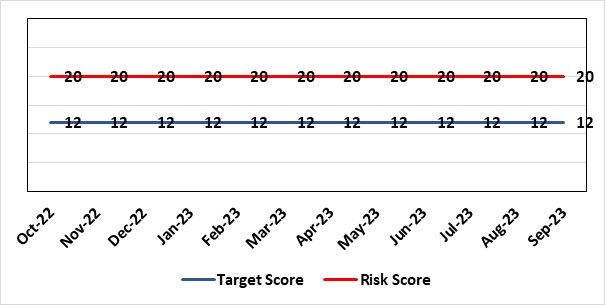 20 20 20 20 20 20 20 20 20 20 20 20
12 12 12 12 12 12 12 12 12 12 12 12
Oct-22 Nov-22 Dec-22 Jan-23 Feb-23 Mar-23 Apr-23 May-23 Jun-23 Jul-23 Aug-23 Sep-23
Target Score Risk Score